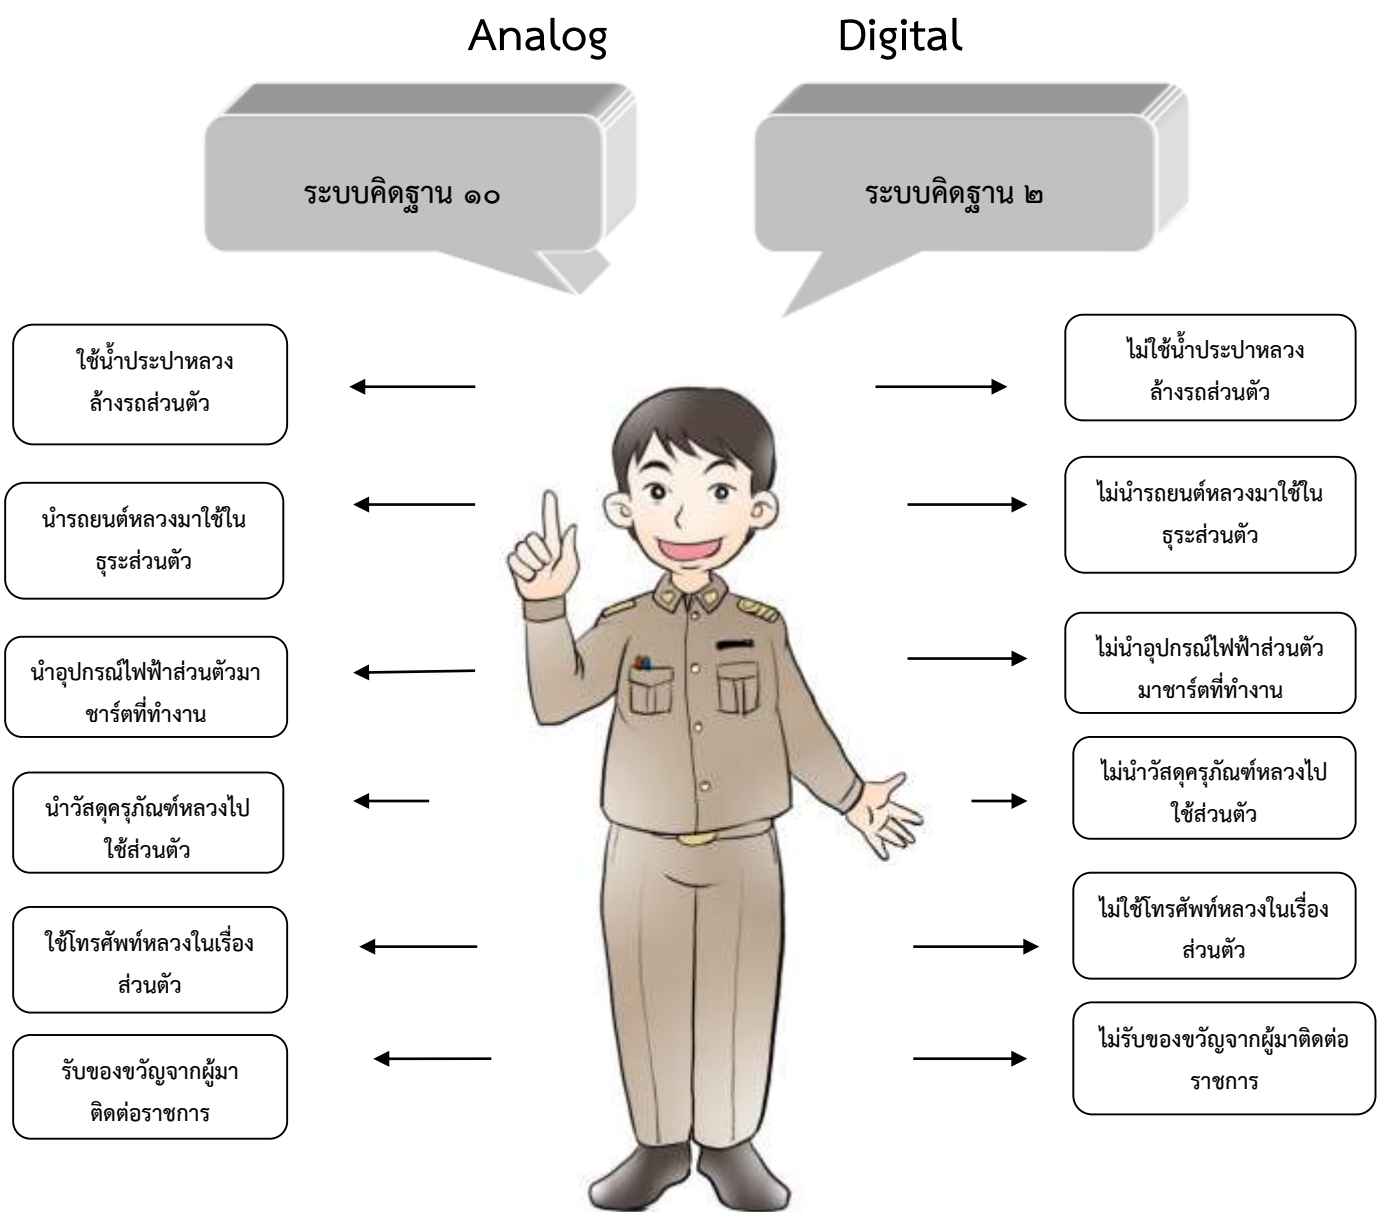 Analog
Digital
ระบบคิดฐาน ๑๐
ระบบคิดฐาน ๒
ใช้น้ำประปาหลวง
ล้างรถส่วนตัว
ไม่ใช้น้ำประปาหลวง
ล้างรถส่วนตัว
นำรถยนต์หลวงมาใช้ใน
ธุระส่วนตัว
ไม่นำรถยนต์หลวงมาใช้ใน
ธุระส่วนตัว
นำอุปกรณ์ไฟฟ้าส่วนตัวมา
ชาร์ตที่ทำงาน
ไม่นำอุปกรณ์ไฟฟ้าส่วนตัว
มาชาร์ตที่ทำงาน
นำวัสดุครุภัณฑ์หลวงไป
ใช้ส่วนตัว
ไม่นำวัสดุครุภัณฑ์หลวงไป
ใช้ส่วนตัว
ใช้โทรศัพท์หลวงในเรื่อง
ส่วนตัว
ไม่ใช้โทรศัพท์หลวงในเรื่อง
ส่วนตัว
รับของขวัญจากผู้มา
ติดต่อราชการ
ไม่รับของขวัญจากผู้มาติดต่อ
ราชการ